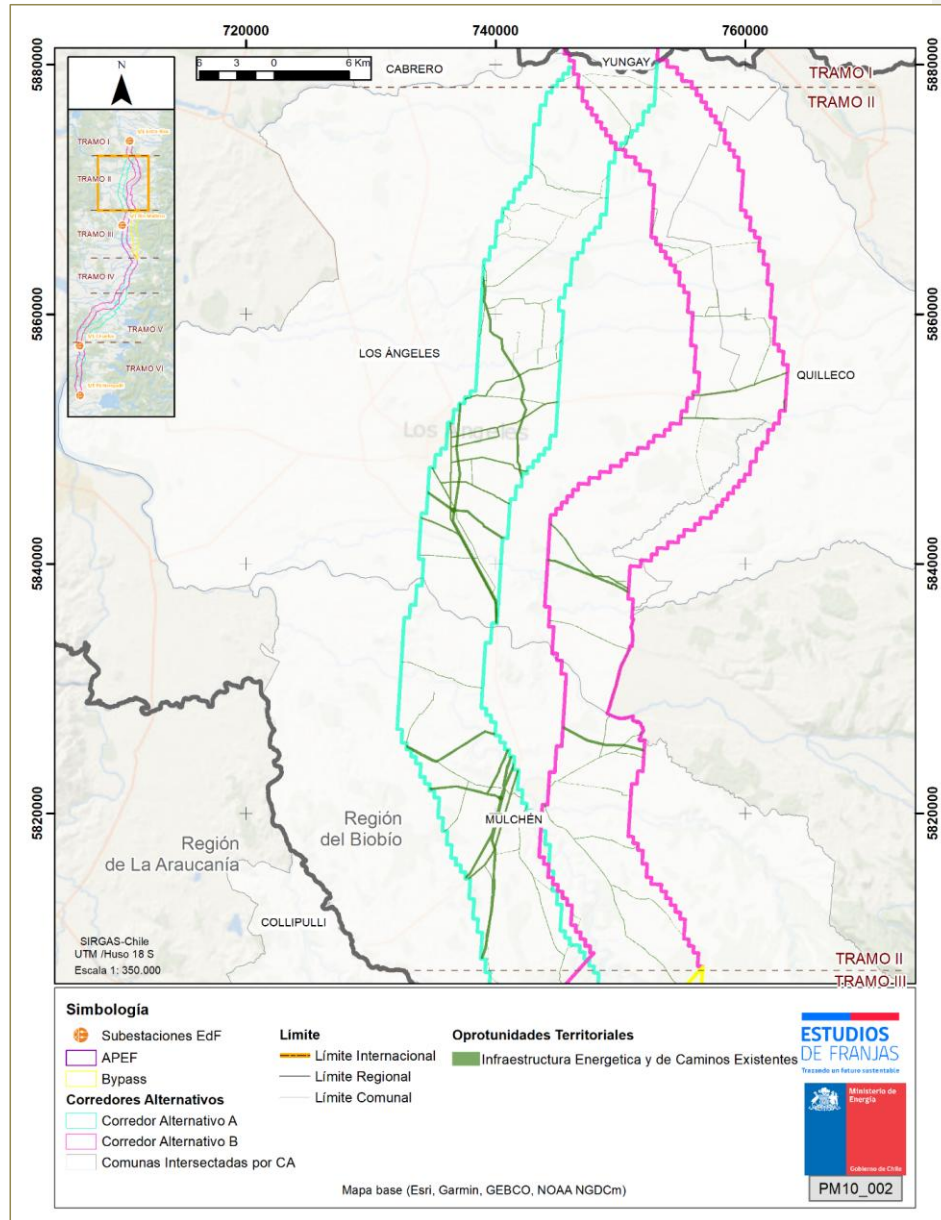 720000
740000
760000
5880000
5880000
6 3 0 6 Km
CABRERO
YUNGAY
TRAMO I
TRAMO II
N
TRAMO I
TRAMO II
TRAMO III
TRAMO IV
TRAMO V
TRAMO VI
5860000
5860000
LOS ÁNGELES
QUILLECO
Los Ángeles
5840000
5840000
5820000
5820000
MULCHÉN
Región
del Biobío
Región
de La Araucanía
COLLIPULLI
SIRGAS-Chile
UTM /Huso 18 S
Escala 1: 350.000
TRAMO II
TRAMO III
Simbología
Subestaciones EdF
APEF
Bypass
Corredores Alternativos
Corredor Alternativo A
Corredor Alternativo B
Comunas Intersectadas por CA
Límite
Límite Internacional
Límite Regional
Límite Comunal
Oprotunidades Territoriales
Infraestructura Energetica y de Caminos Existentes
ESTUDIOS
DE FRANJAS
Trazando un futuro sustentable
Ministerio de
Energía
Gobierno de Chile
Mapa base (Esri, Garmin, GEBCO, NOAA NGDCm)
PM10_002